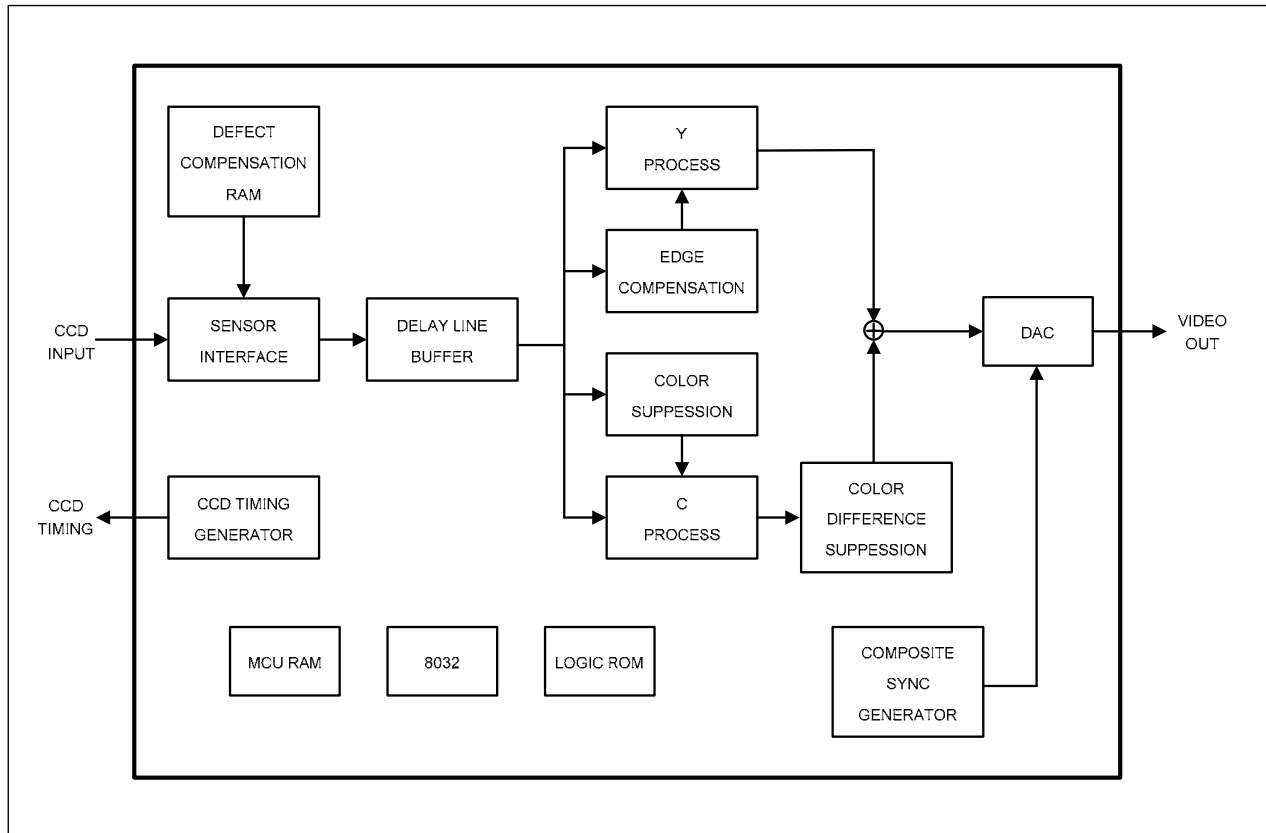 DEFECT
COMPENSATION
RAM
Y
PROCESS
EDGE
COMPENSATION
CCD
INPUT
SENSOR
INTERFACE
DELAY LINE
BUFFER
DAC
VIDEO
OUT
COLOR
SUPPESSION
CCD
TIMING
CCD TIMING
GENERATOR
C
PROCESS
COLOR
DIFFERENCE
SUPPESSION
MCU RAM
8032
LOGIC ROM
COMPOSITE
SYNC
GENERATOR